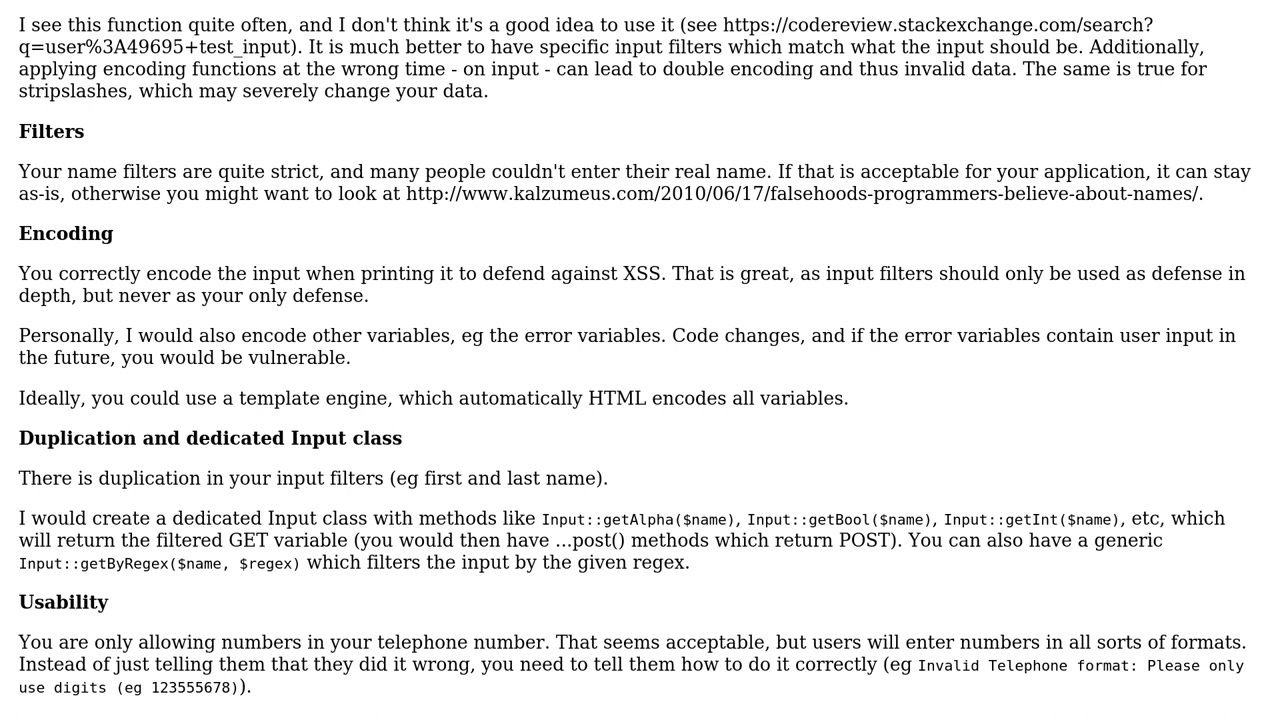 I see this function quite often, and I don't think it's a good idea to use it (see https://codereview.stackexchange.com/search?
q=user%3A49695+test_input). It is much better to have specific input filters which match what the input should be. Additionally,
applying encoding functions at the wrong time - on input - can lead to double encoding and thus invalid data. The same is true for
stripslashes, which may severely change your data.
Filters
Your name filters are quite strict, and many people couldn't enter their real name. If that is acceptable for your application, it can stay
as-is, otherwise you might want to look at http://www.kalzumeus.com/2010/06/17/falsehoods-programmers-believe-about-names/.
Encoding
You correctly encode the input when printing it to defend against XSS. That is great, as input filters should only be used as defense in
depth, but never as your only defense.
Personally, I would also encode other variables, eg the error variables. Code changes, and if the error variables contain user input in
the future, you would be vulnerable.
Ideally, you could use a template engine, which automatically HTML encodes all variables.
Duplication and dedicated Input class
There is duplication in your input filters (eg first and last name).
I would create a dedicated Input class with methods like Input::getAlpha($name), Input::getBool($name), Input::getInt($name), etc, which
will return the filtered GET variable (you would then have ...post() methods which return POST). You can also have a generic
Input::getByRegex($name, $regex) which filters the input by the given regex.
Usability
You are only allowing numbers in your telephone number. That seems acceptable, but users will enter numbers in all sorts of formats.
Instead of just telling them that they did it wrong, you need to tell them how to do it correctly (eg Invalid Telephone format: Please only
use digits (eg 123555678)).